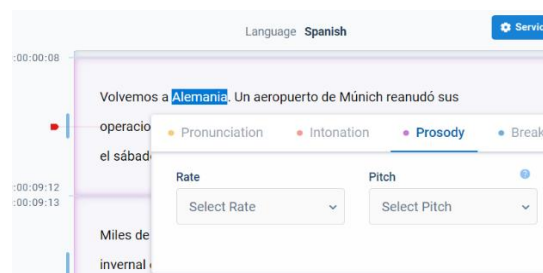 Language Spanish
Servic
:00:00:08
Volvemos a Alemania. Un aeropuerto de Múnich reanudó sus
operacio
Pronunciation Intonation Prosody Break
el sábad
Rate Pitch
:00:09:12
:00:09:13
Select Rate Select Pitch
Miles de
invernal